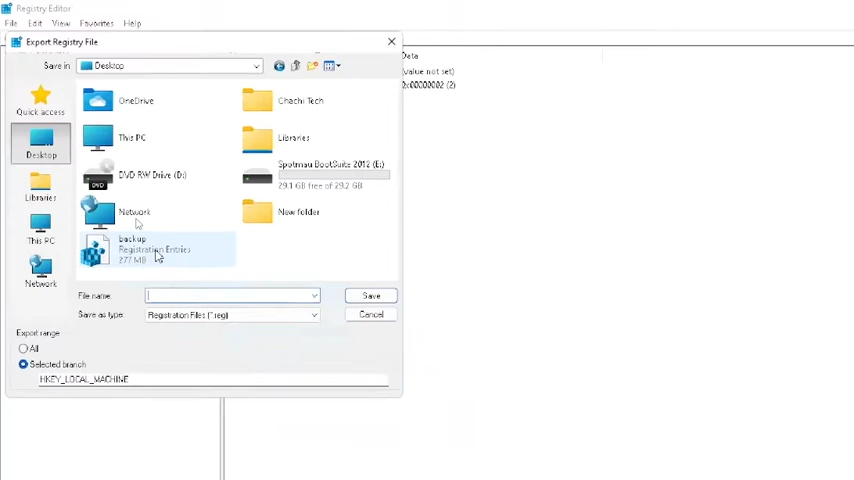 Registry Editor
File Edit View Favorites Help
Export Registry File
Save in: Desktop
Data
(value not set)
0x00000002 (2)
Quick access
Desktop
Libraries
This PC
Network
OneDrive
Chachi Tech
This PC
Libraries
DVD RW Drive (D:)
Spotmau BootSuite 2012 (E:)
29.1 GB free of 29.2 GB
Network
New folder
backup
Registration Entries
277 MB
File name:
Save
Save as type:
Registration Files (*.reg)
Cancel
Export range
All
Selected branch
HKEY_LOCAL_MACHINE